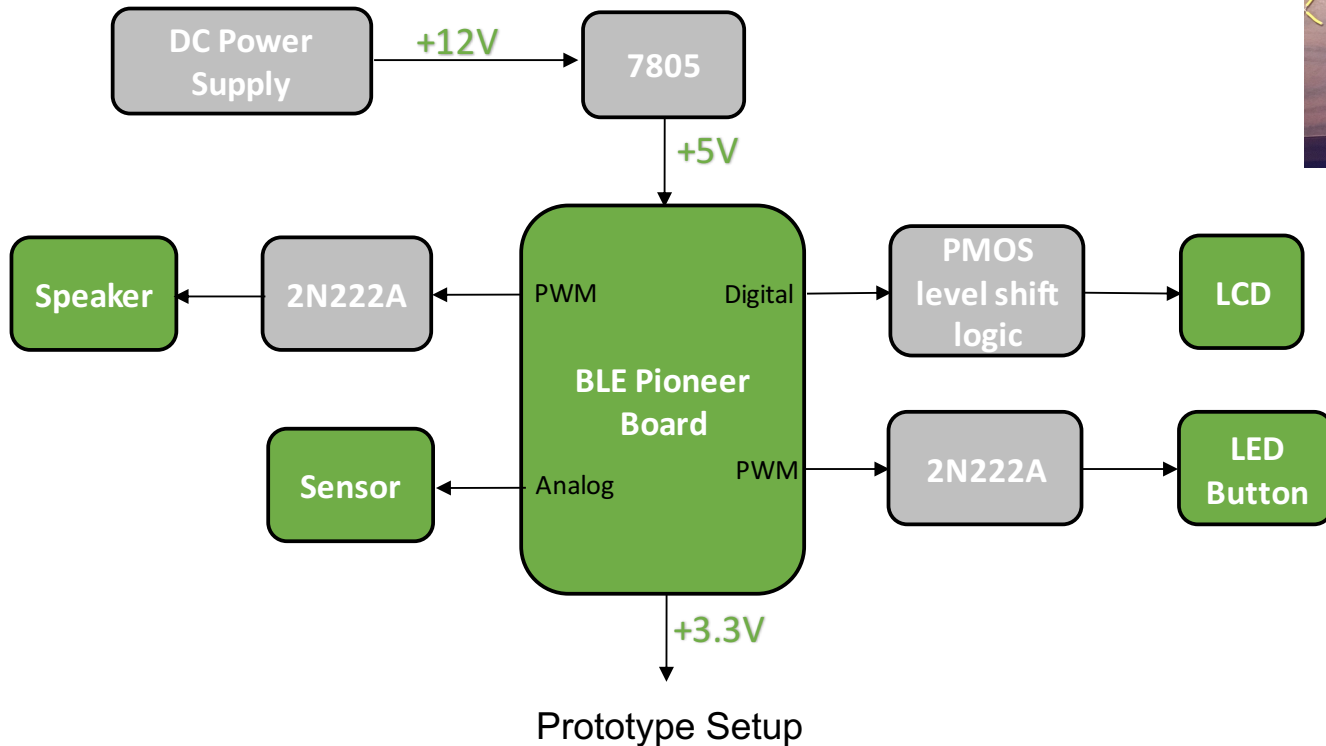 DC Power
Supply
+12V
7805
+5V
Speaker
2N222A
PWM
Digital
PMOS
level shift
logic
LCD
BLE Pioneer
Board
Sensor
Analog
PWM
2N222A
LED
Button
+3.3V
Prototype Setup